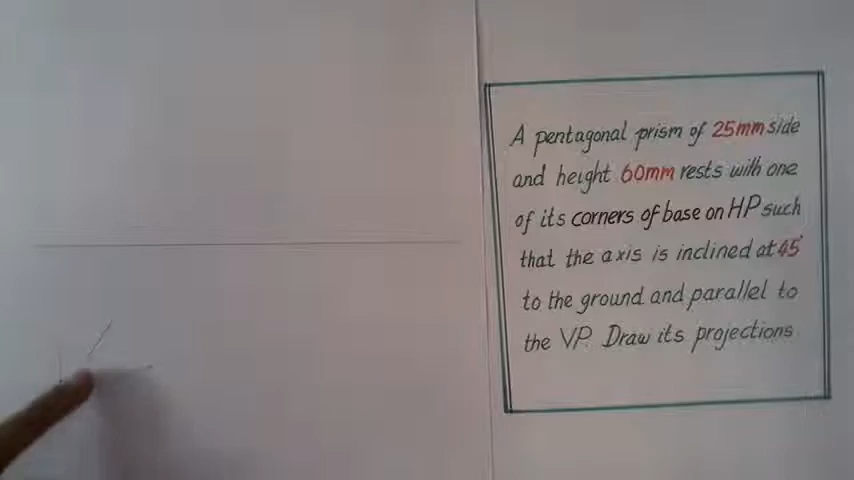 A pentagonal prism of 25mm side
and height 60mm rests with one
of its corners of base on HP such
that the axis is inclined at 45°
to the ground and parallel to
the VP. Draw its projections